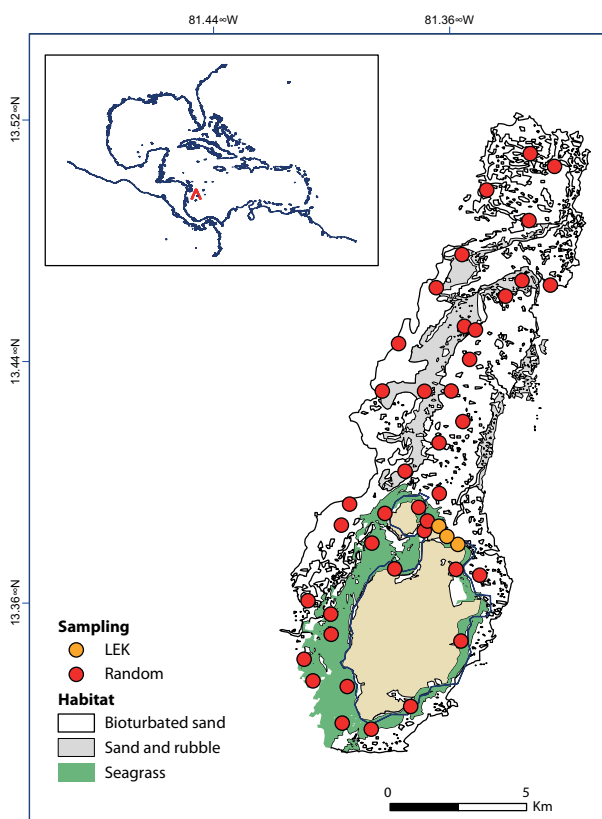 81.44∞W 81.36∞W
13.52∞N
13.44∞N
13.36∞N
Sampling
LEK
Random
Habitat
Bioturbated sand
Sand and rubble
Seagrass
0 5
Km